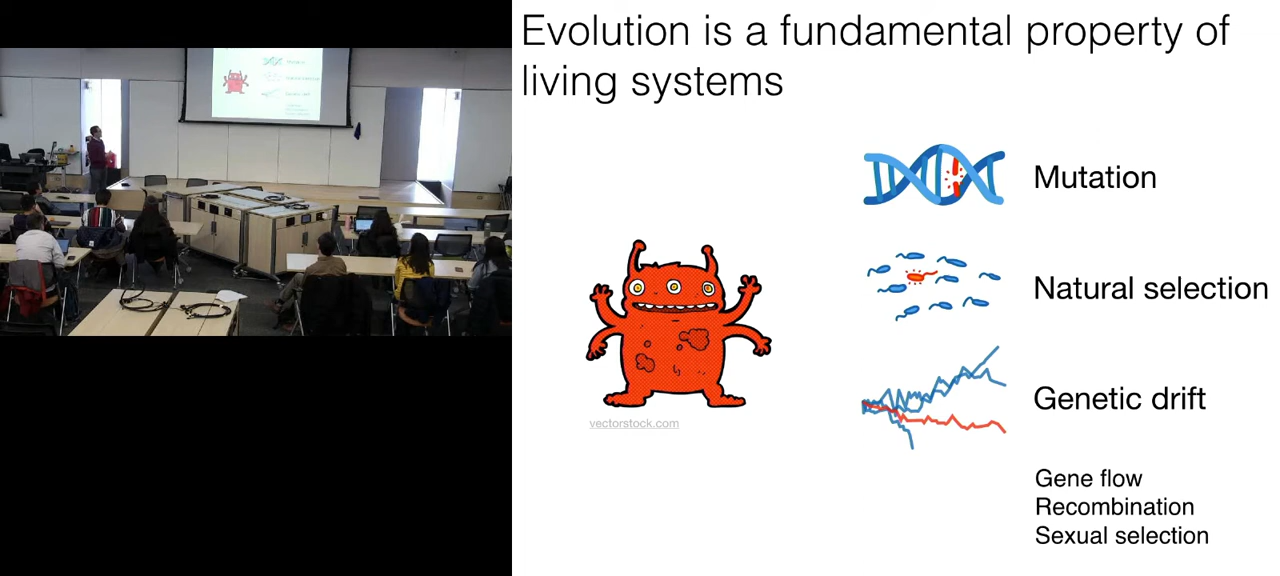 Evolution is a fundamental property of
living systems
Mutation
Natural selection
Genetic drift
vectorstock.com
Gene flow
Recombination
Sexual selection